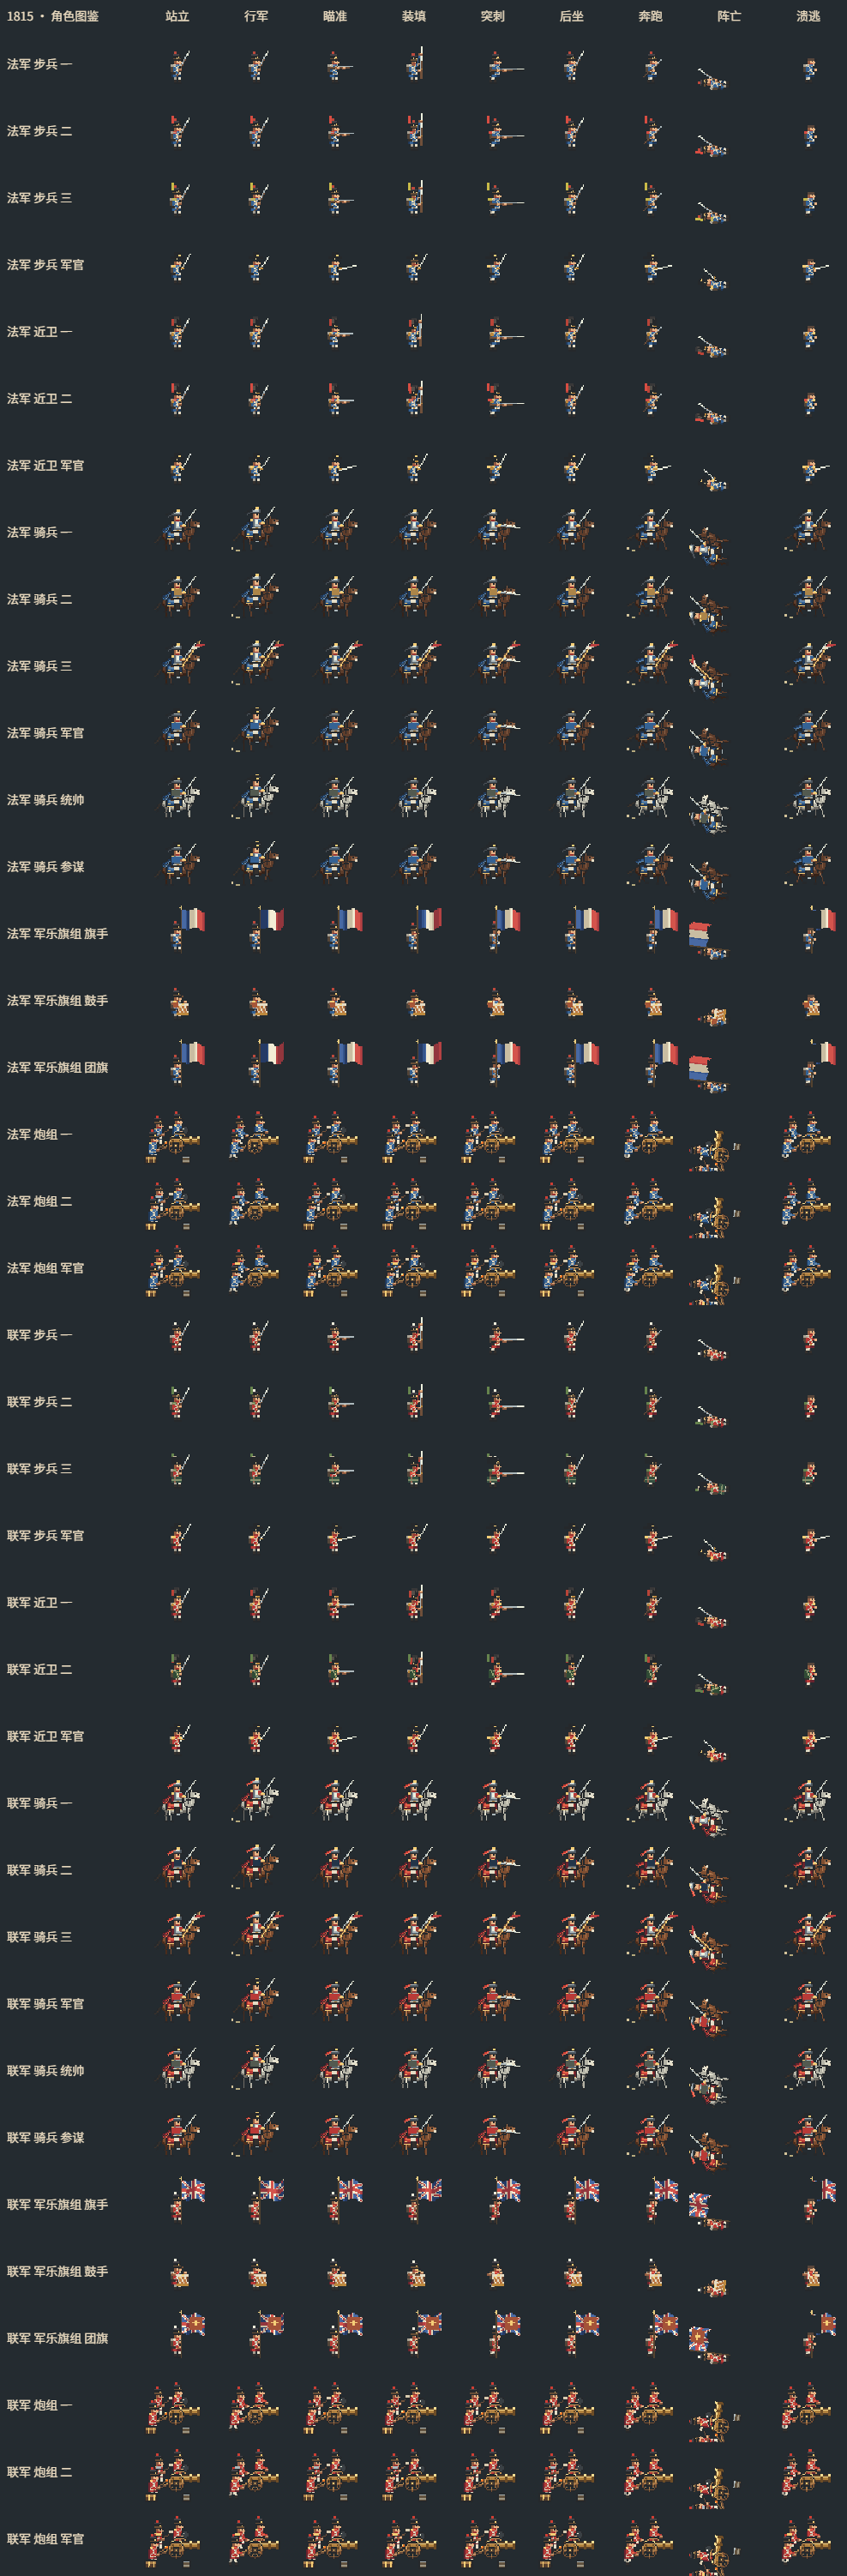 1815 · 角色图鉴 站立 行军 瞄准 装填 突刺 后坐 奔跑 阵亡 溃逃
法军 步兵 一
法军 步兵 二
法军 步兵 三
法军 步兵 军官
法军 近卫 一
法军 近卫 二
法军 近卫 军官
法军 骑兵 一
法军 骑兵 二
法军 骑兵 三
法军 骑兵 军官
法军 骑兵 统帅
法军 骑兵 参谋
法军 军乐旗组 旗手
法军 军乐旗组 鼓手
法军 军乐旗组 团旗
法军 炮组 一
法军 炮组 二
法军 炮组 军官
联军 步兵 一
联军 步兵 二
联军 步兵 三
联军 步兵 军官
联军 近卫 一
联军 近卫 二
联军 近卫 军官
联军 骑兵 一
联军 骑兵 二
联军 骑兵 三
联军 骑兵 军官
联军 骑兵 统帅
联军 骑兵 参谋
联军 军乐旗组 旗手
联军 军乐旗组 鼓手
联军 军乐旗组 团旗
联军 炮组 一
联军 炮组 二
联军 炮组 军官